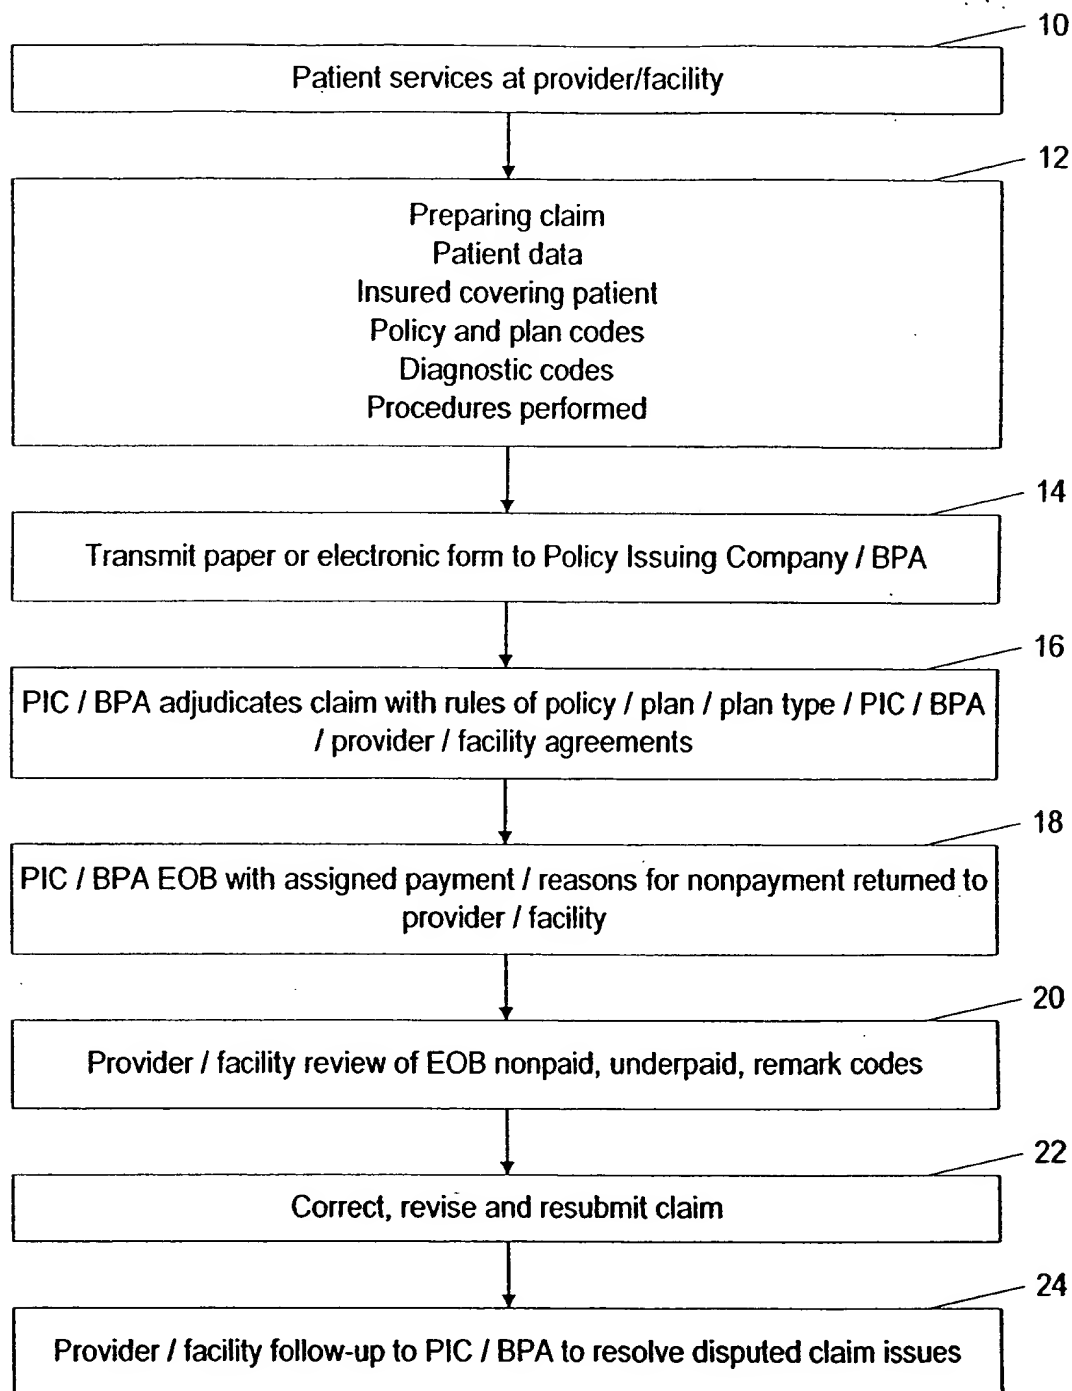 10
Patient services at provider/facility
12
Preparing claim
Patient data
Insured covering patient
Policy and plan codes
Diagnostic codes
Procedures performed
14
Transmit paper or electronic form to Policy Issuing Company / BPA
16
PIC / BPA adjudicates claim with rules of policy / plan / plan type / PIC / BPA
/ provider / facility agreements
18
PIC / BPA EOB with assigned payment / reasons for nonpayment returned to
provider / facility
20
Provider / facility review of EOB nonpaid, underpaid, remark codes
22
Correct, revise and resubmit claim
24
Provider / facility follow-up to PIC / BPA to resolve disputed claim issues